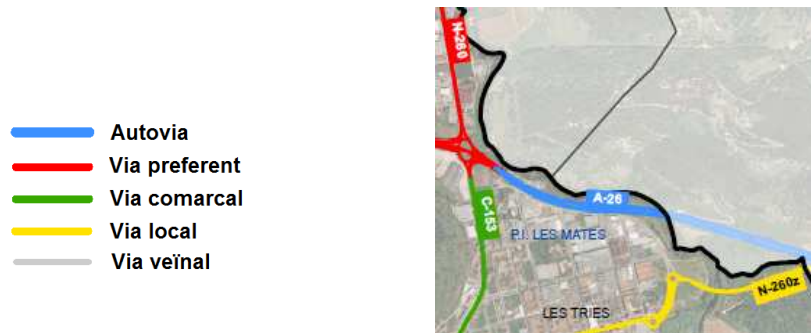 Autovia
Via preferent
Via comarcal
Via local
Via veïnal
N-260
A-26
C-153
P.I. LES MATES
N-260z
LES TRIES